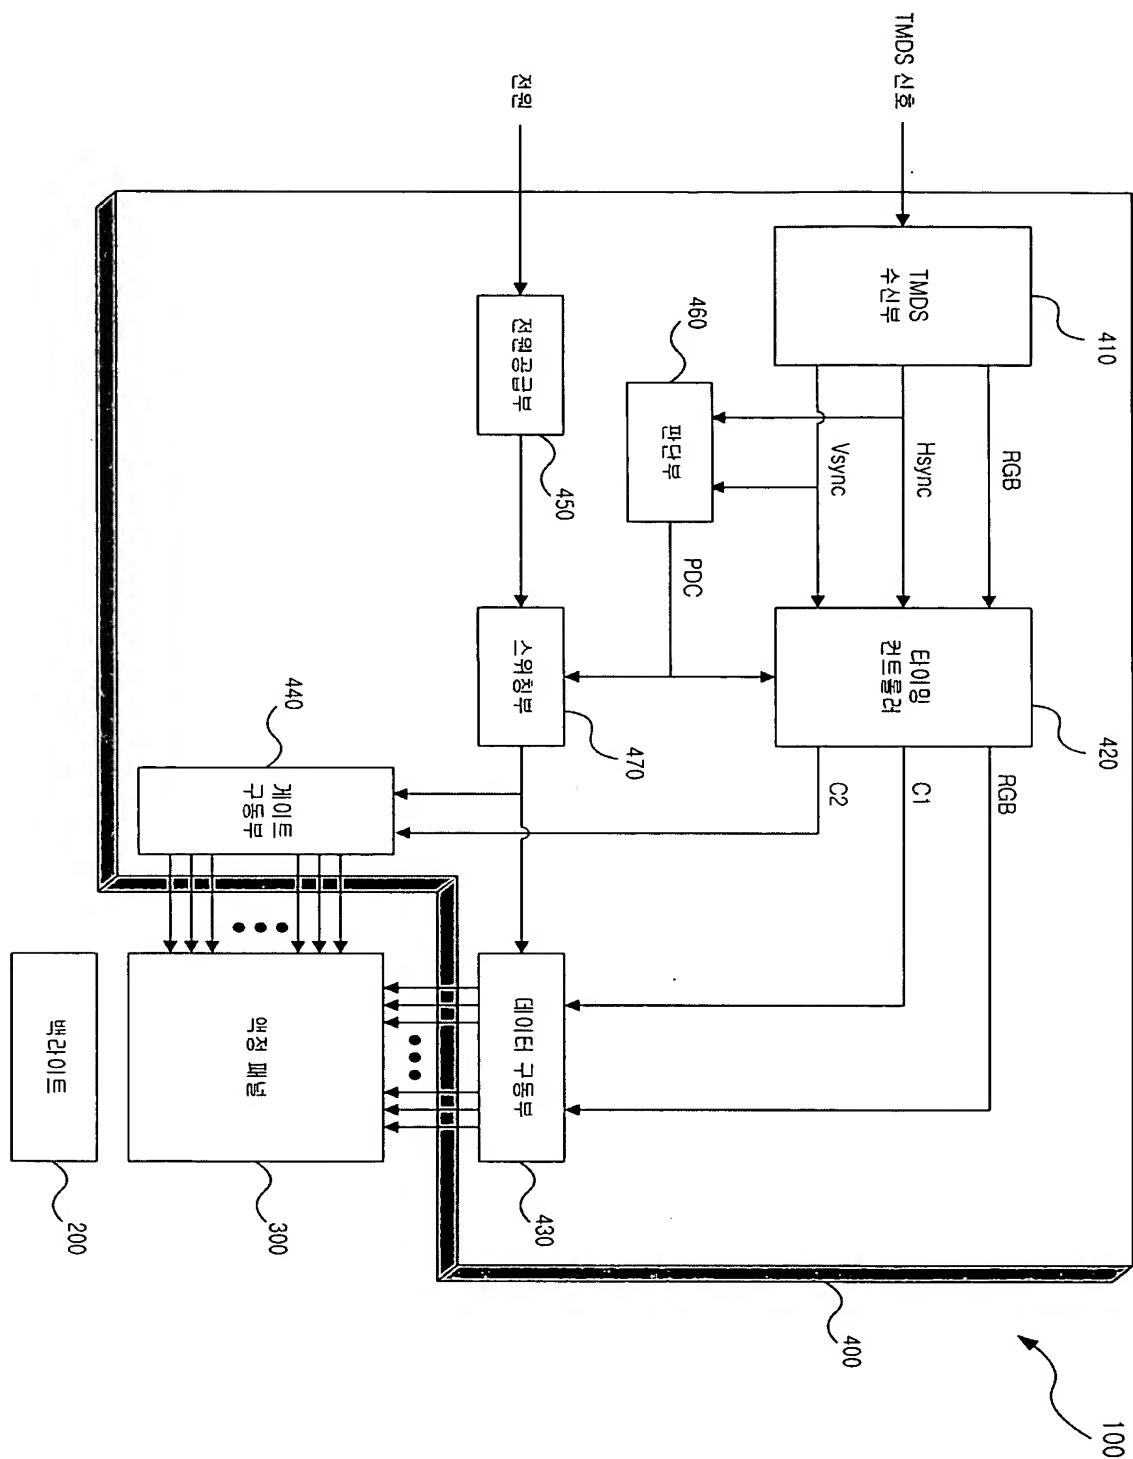 100
400
TMDS 신호
TMDS
수신부
410
RGB
Hsync
Vsync
타이밍
컨트롤러
420
RGB
C1
C2
460
판단부
PDC
전원
전원공급부
450
스위칭부
470
데이터 구동부
430
440
게이트
구동부
액정 패널
300
백라이트
200